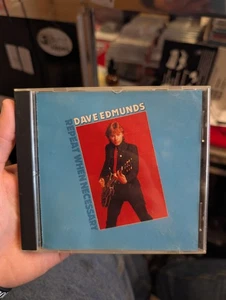 DAVE EDMUNDS
REPEAT WHEN NECESSARY